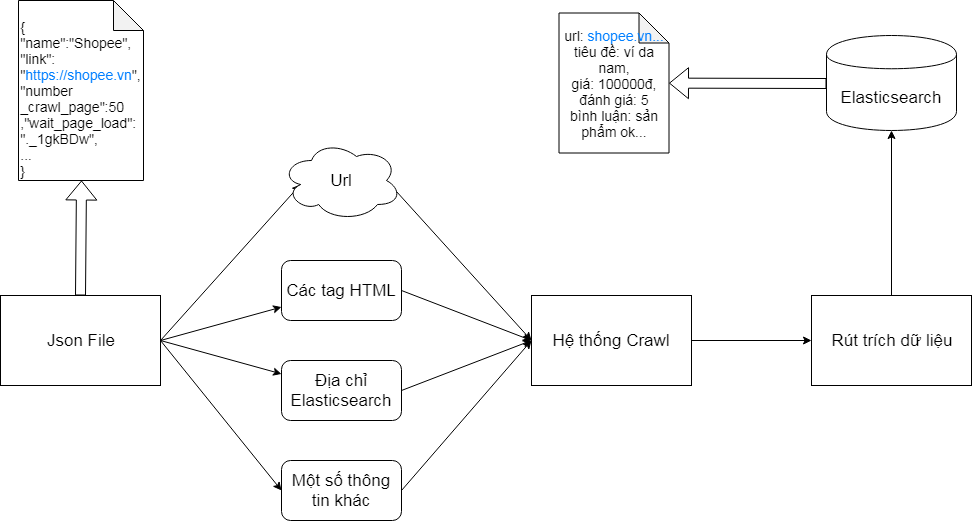 {
"name":"Shopee",
"link":
"https://shopee.vn",
"number
_crawl_page":50
,"wait_page_load":
"._1gkBDw",
...
}
url: shopee.vn...
tiêu đề: ví da
nam,
giá: 100000đ,
đánh giá: 5
bình luận: sản
phẩm ok...
Elasticsearch
Url
Các tag HTML
Json File
Hệ thống Crawl
Rút trích dữ liệu
Địa chỉ
Elasticsearch
Một số thông
tin khác